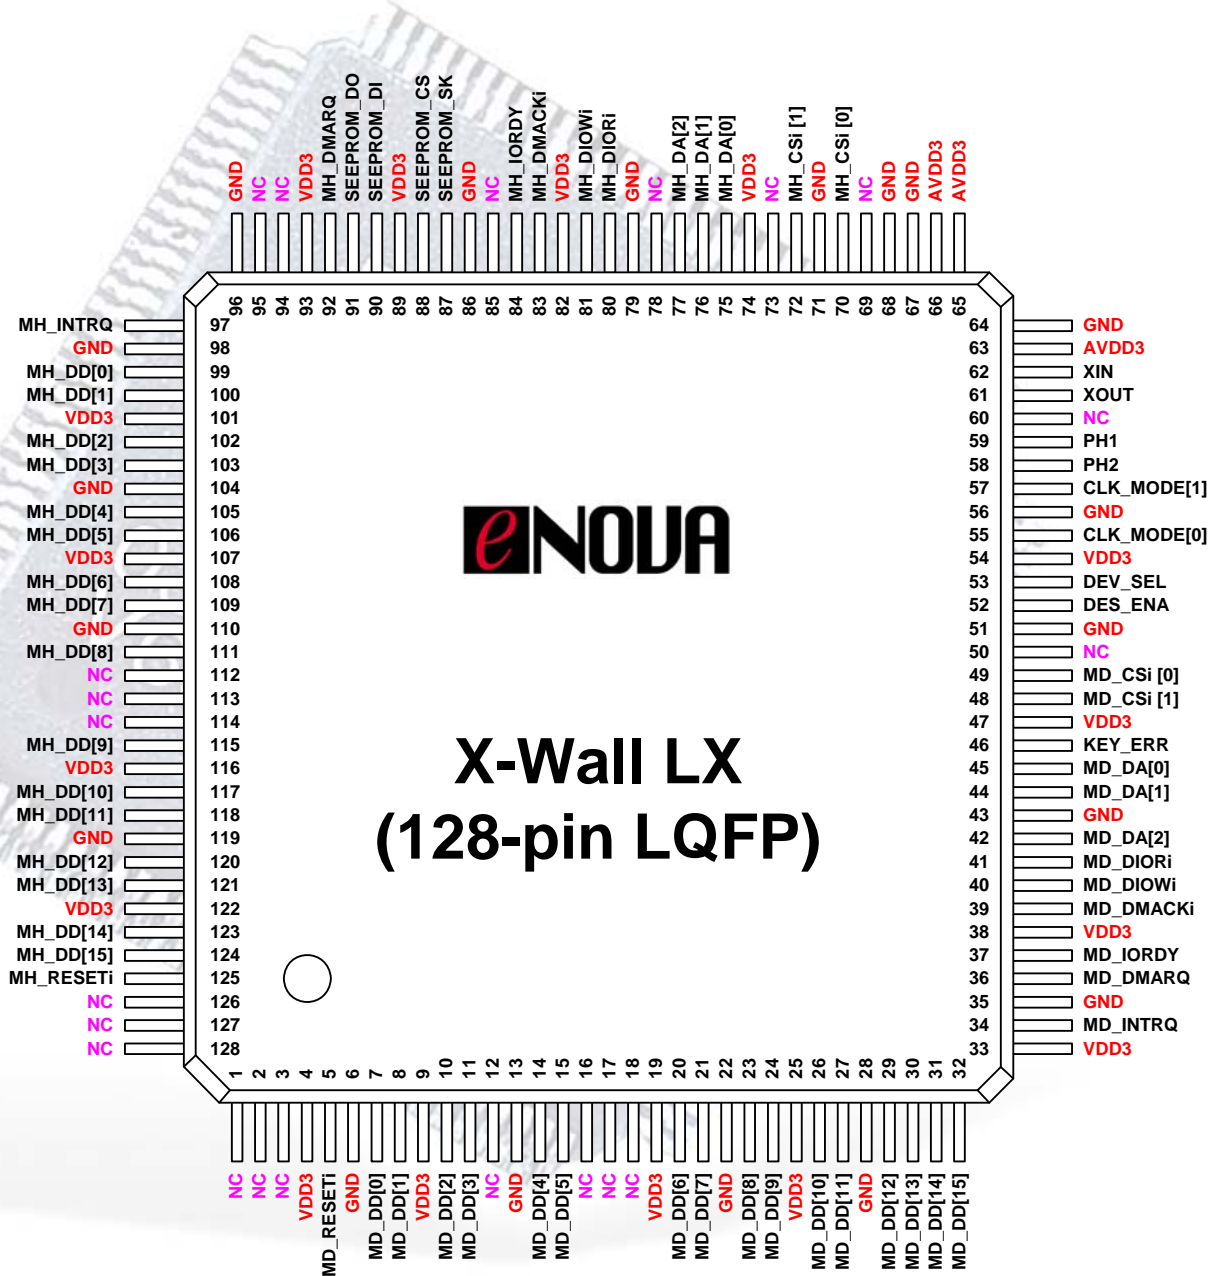 GND
NC
NC
VDD3
MH_DMARQ
SEEPROM_DO
SEEPROM_DI
VDD3
SEEPROM_CS
SEEPROM_SK
GND
NC
MH_IORDY
MH_DMACKi
VDD3
MH_DIOWi
MH_DIORi
GND
NC
MH_DA[2]
MH_DA[1]
MH_DA[0]
VDD3
NC
MH_CSi [1]
GND
MH_CSi [0]
NC
GND
GND
AVDD3
AVDD3
96 95 94 93 92 91 90 89 88 87 86 85 84 83 82 81 80 79 78 77 76 75 74 73 72 71 70 69 68 67 66 65
MH_INTRQ 97
GND 98
MH_DD[0] 99
MH_DD[1] 100
VDD3 101
MH_DD[2] 102
MH_DD[3] 103
GND 104
MH_DD[4] 105
MH_DD[5] 106
VDD3 107
MH_DD[6] 108
MH_DD[7] 109
GND 110
MH_DD[8] 111
NC 112
NC 113
NC 114
MH_DD[9] 115
VDD3 116
MH_DD[10] 117
MH_DD[11] 118
GND 119
MH_DD[12] 120
MH_DD[13] 121
VDD3 122
MH_DD[14] 123
MH_DD[15] 124
MH_RESETi 125
NC 126
NC 127
NC 128
eNOVA
X-Wall LX
(128-pin LQFP)
64 GND
63 AVDD3
62 XIN
61 XOUT
60 NC
59 PH1
58 PH2
57 CLK_MODE[1]
56 GND
55 CLK_MODE[0]
54 VDD3
53 DEV_SEL
52 DES_ENA
51 GND
50 NC
49 MD_CSi [0]
48 MD_CSi [1]
47 VDD3
46 KEY_ERR
45 MD_DA[0]
44 MD_DA[1]
43 GND
42 MD_DA[2]
41 MD_DIORi
40 MD_DIOWi
39 MD_DMACKi
38 VDD3
37 MD_IORDY
36 MD_DMARQ
35 GND
34 MD_INTRQ
33 VDD3
1 2 3 4 5 6 7 8 9 10 11 12 13 14 15 16 17 18 19 20 21 22 23 24 25 26 27 28 29 30 31 32
NC
NC
NC
VDD3
MD_RESETi
GND
MD_DD[0]
MD_DD[1]
VDD3
MD_DD[2]
MD_DD[3]
NC
GND
MD_DD[4]
MD_DD[5]
NC
NC
NC
VDD3
MD_DD[6]
MD_DD[7]
GND
MD_DD[8]
MD_DD[9]
VDD3
MD_DD[10]
MD_DD[11]
GND
MD_DD[12]
MD_DD[13]
MD_DD[14]
MD_DD[15]